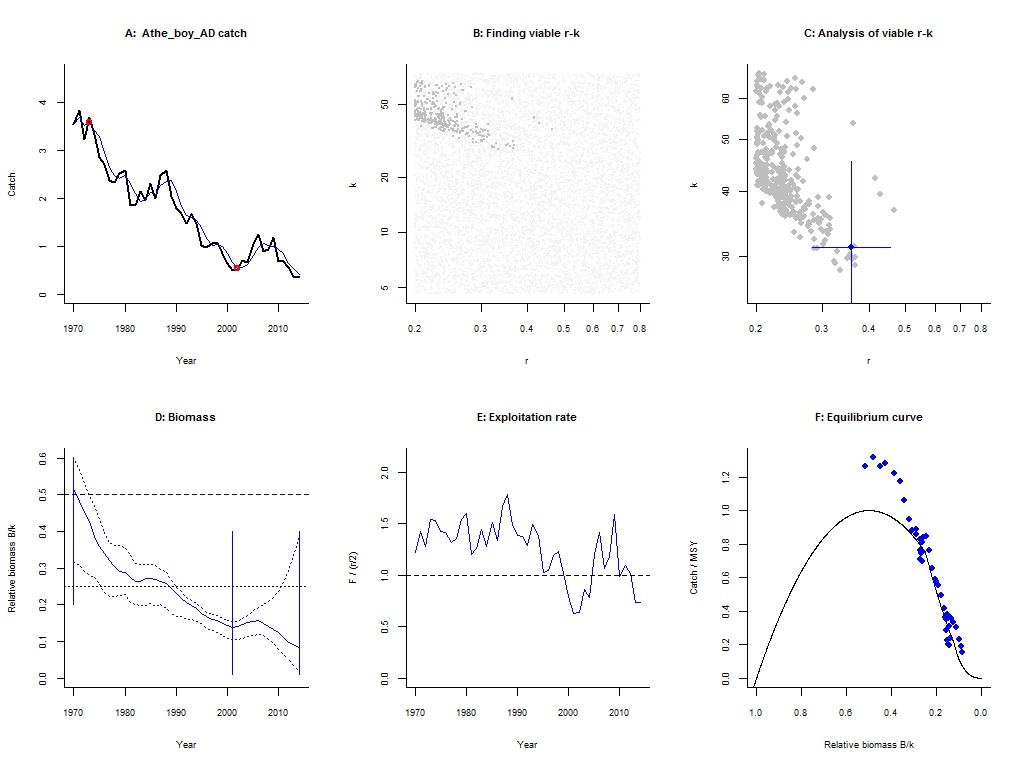 A: Athe_boy_AD catch
Catch
0 1 2 3 4
1970 1980 1990 2000 2010
Year
B: Finding viable r-k
k
5 10 20 50
0.2 0.3 0.4 0.5 0.6 0.7 0.8
r
C: Analysis of viable r-k
k
30 40 50 60
0.2 0.3 0.4 0.5 0.6 0.7 0.8
r
D: Biomass
Relative biomass B/k
0.0 0.1 0.2 0.3 0.4 0.5 0.6
1970 1980 1990 2000 2010
Year
E: Exploitation rate
F / (r/2)
0.0 0.5 1.0 1.5 2.0
1970 1980 1990 2000 2010
Year
F: Equilibrium curve
Catch / MSY
0.0 0.2 0.4 0.6 0.8 1.0 1.2
1.0 0.8 0.6 0.4 0.2 0.0
Relative biomass B/k